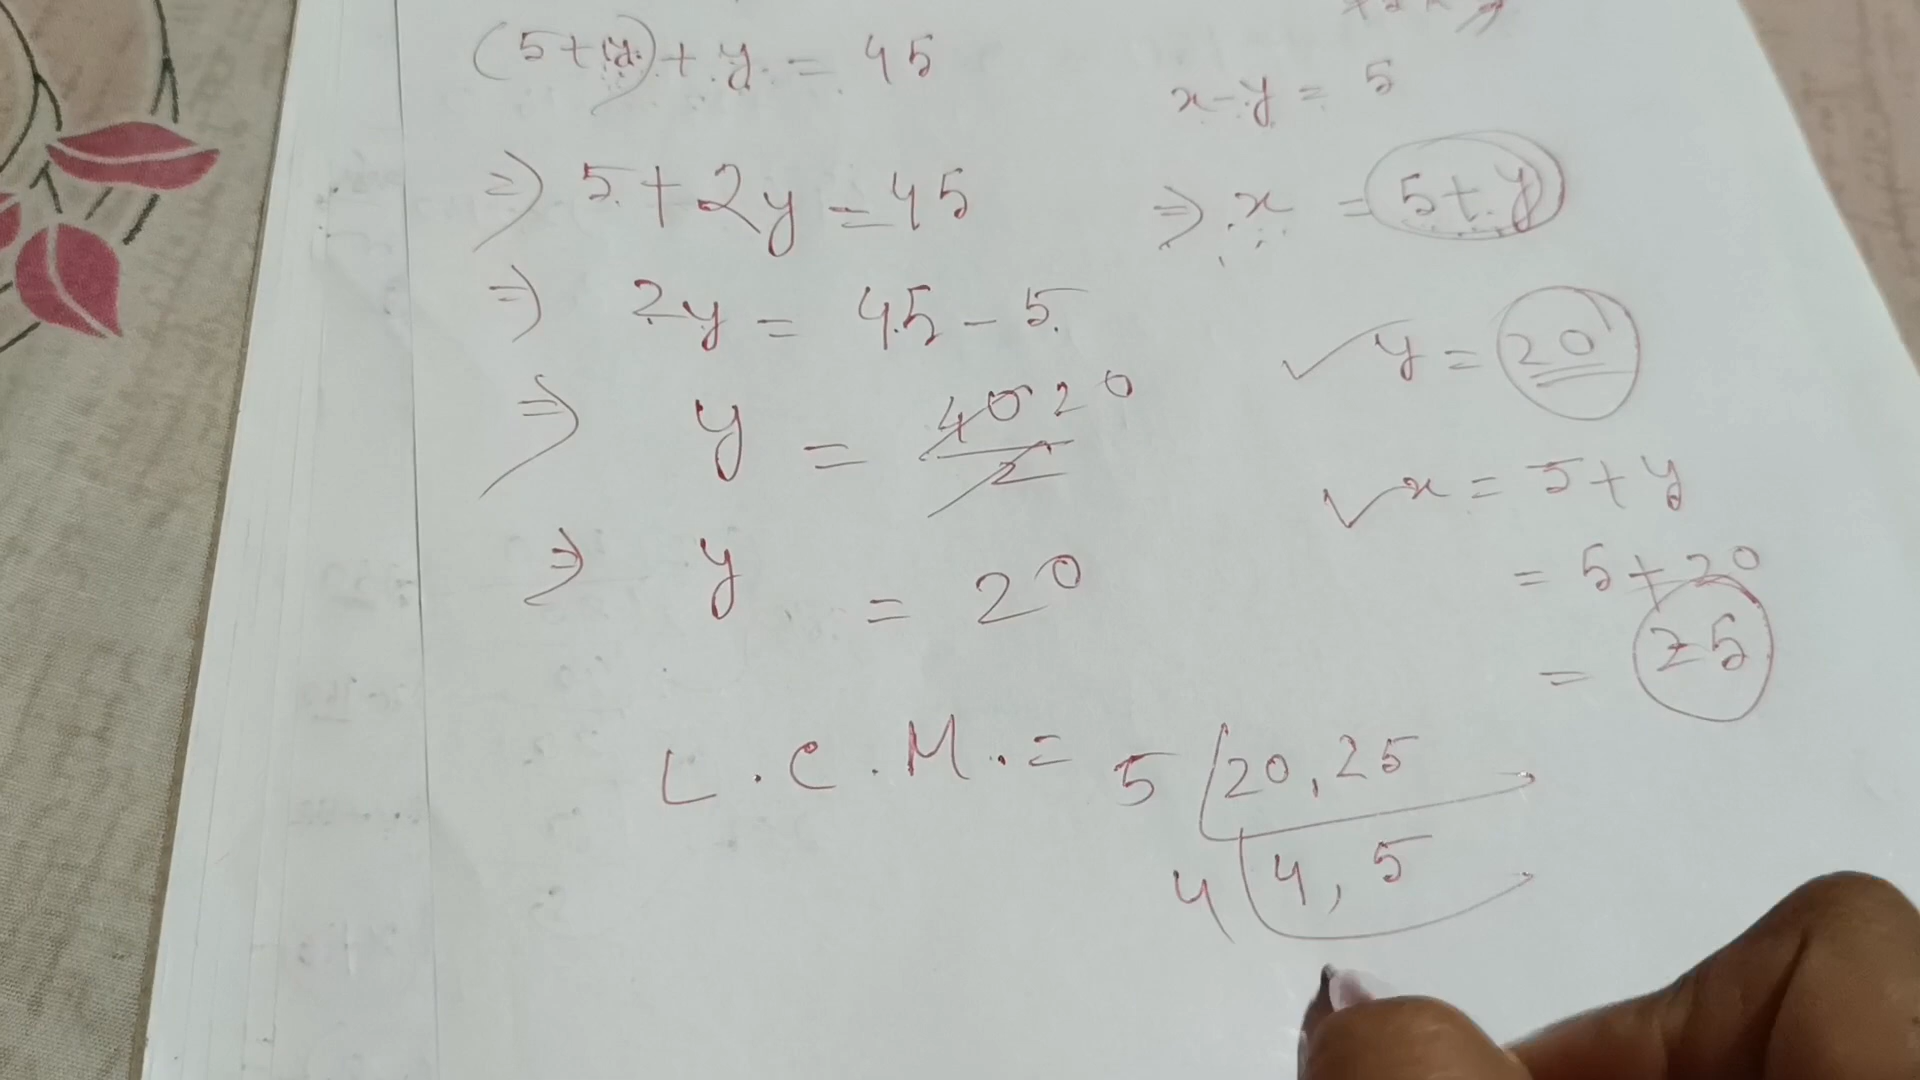 (5+y)+y = 45
⇒ 5+2y=45
⇒ 2y = 45-5
⇒ y = 40/2 20
⇒ y = 20
x-y = 5
⇒ x = 5+y
✓ y = 20
✓ x = 5+y
= 5+20
= 25
L.C.M. = 5 | 20, 25
4 | 4, 5